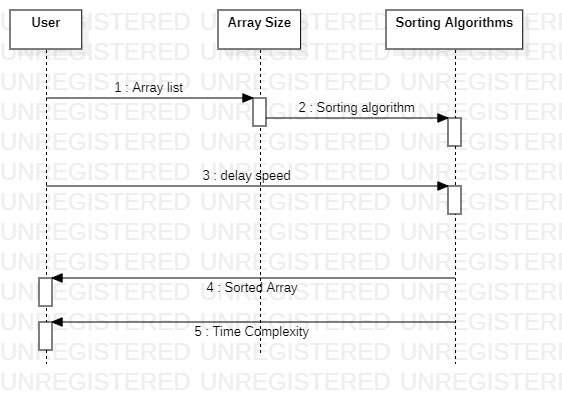 User
Array Size
Sorting Algorithms
1 : Array list
2 : Sorting algorithm
3 : delay speed
4 : Sorted Array
5 : Time Complexity
UNREGISTERED UNREGISTERED UNREGISTERED